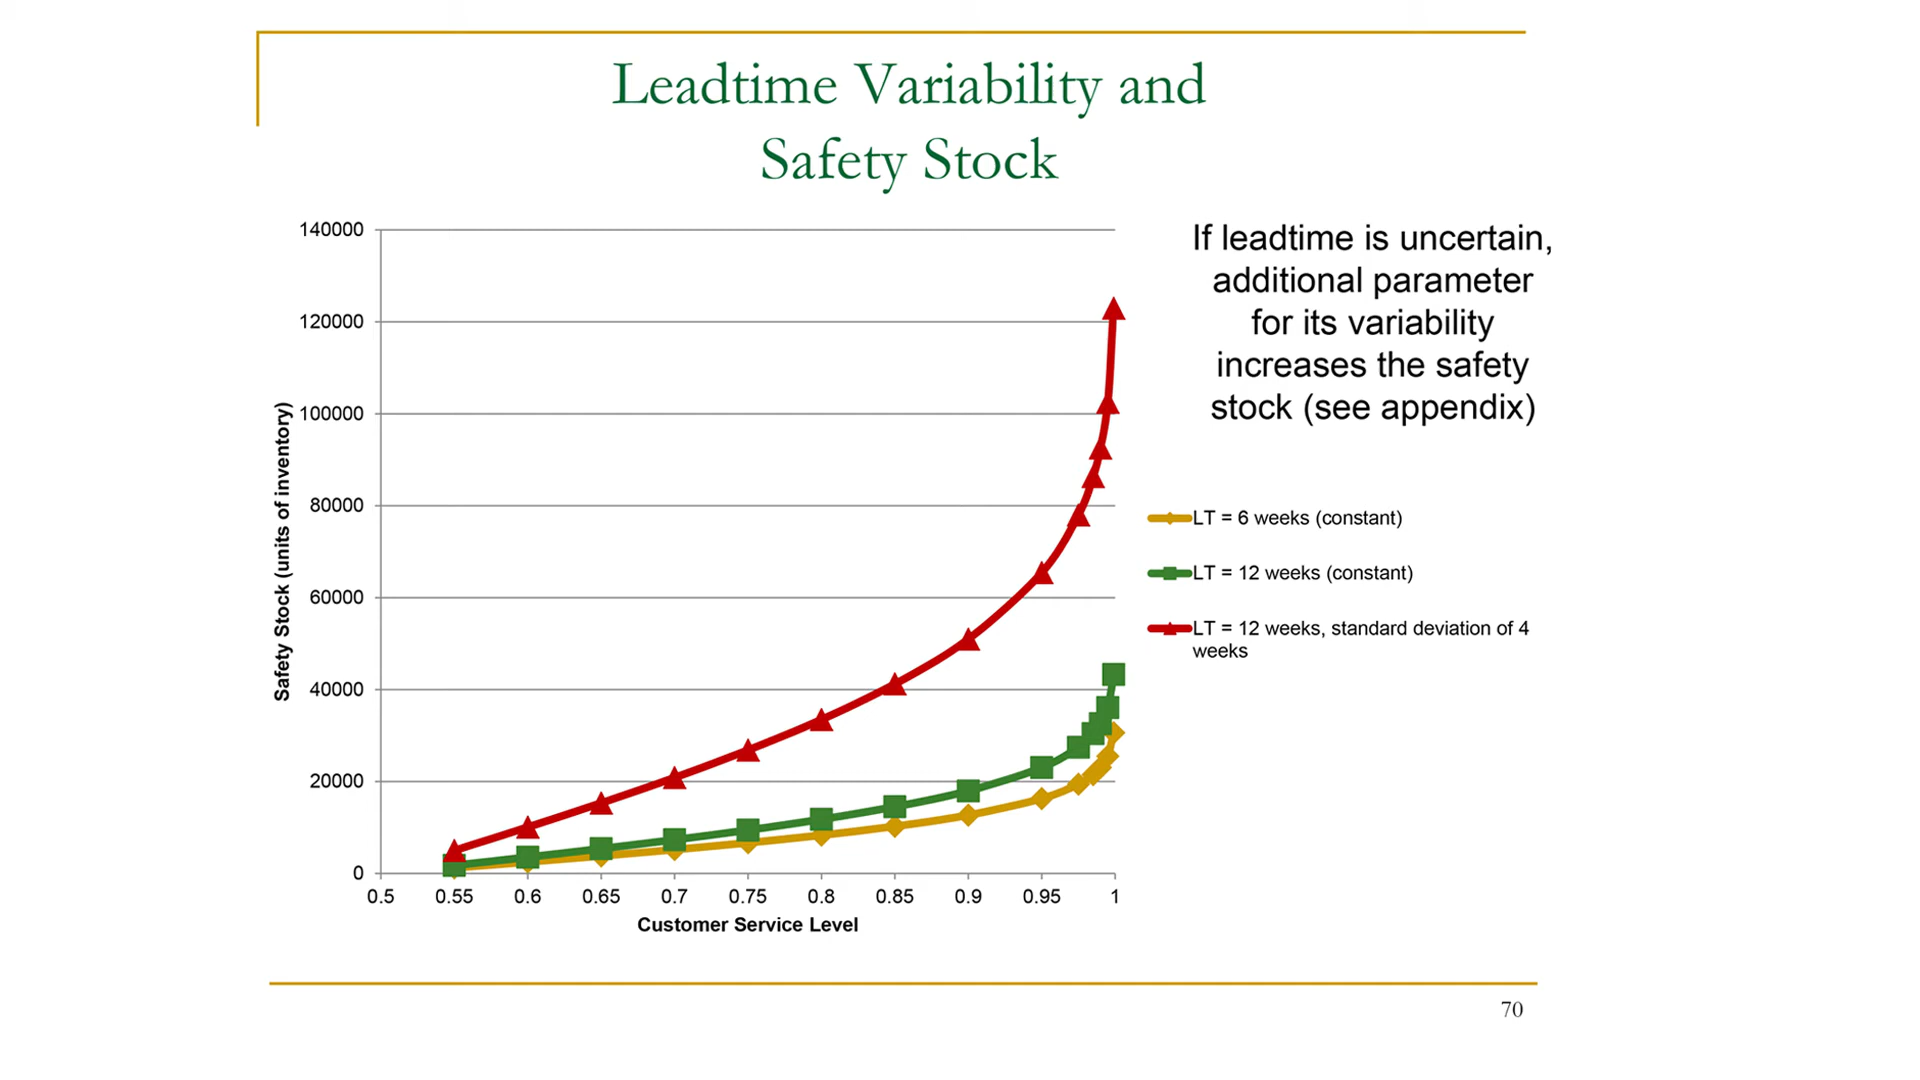 Leadtime Variability and
Safety Stock
140000
120000
100000
80000
60000
40000
20000
0
Safety Stock (units of inventory)
0.5 0.55 0.6 0.65 0.7 0.75 0.8 0.85 0.9 0.95 1
Customer Service Level
If leadtime is uncertain,
additional parameter
for its variability
increases the safety
stock (see appendix)
LT = 6 weeks (constant)
LT = 12 weeks (constant)
LT = 12 weeks, standard deviation of 4
weeks
70